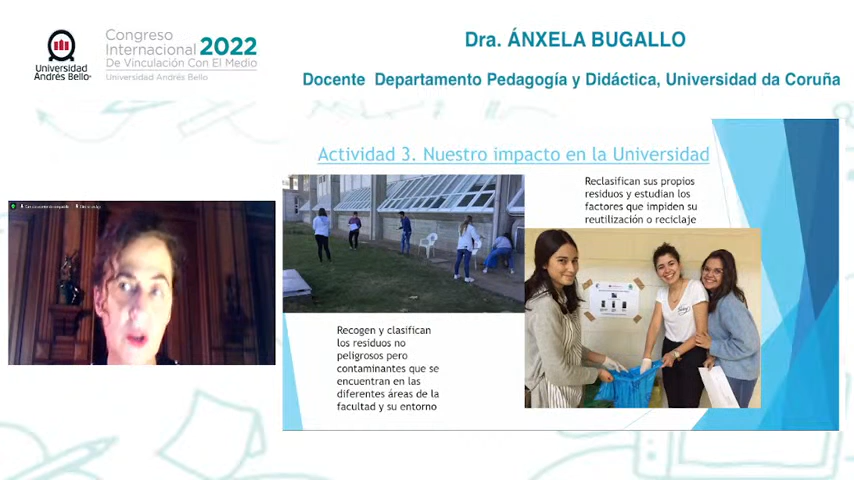 Universidad
Andrés Bello
Congreso
Internacional 2022
De Vinculación Con El Medio
Universidad Andrés Bello
Dra. ÁNXELA BUGALLO
Docente Departamento Pedagogía y Didáctica, Universidad da Coruña
Actividad 3. Nuestro impacto en la Universidad
Reclasifican sus propios
residuos y estudian los
factores que impiden su
reutilización o reciclaje
Recogen y clasifican
los residuos no
peligrosos pero
contaminantes que se
encuentran en las
diferentes áreas de la
facultad y su entorno